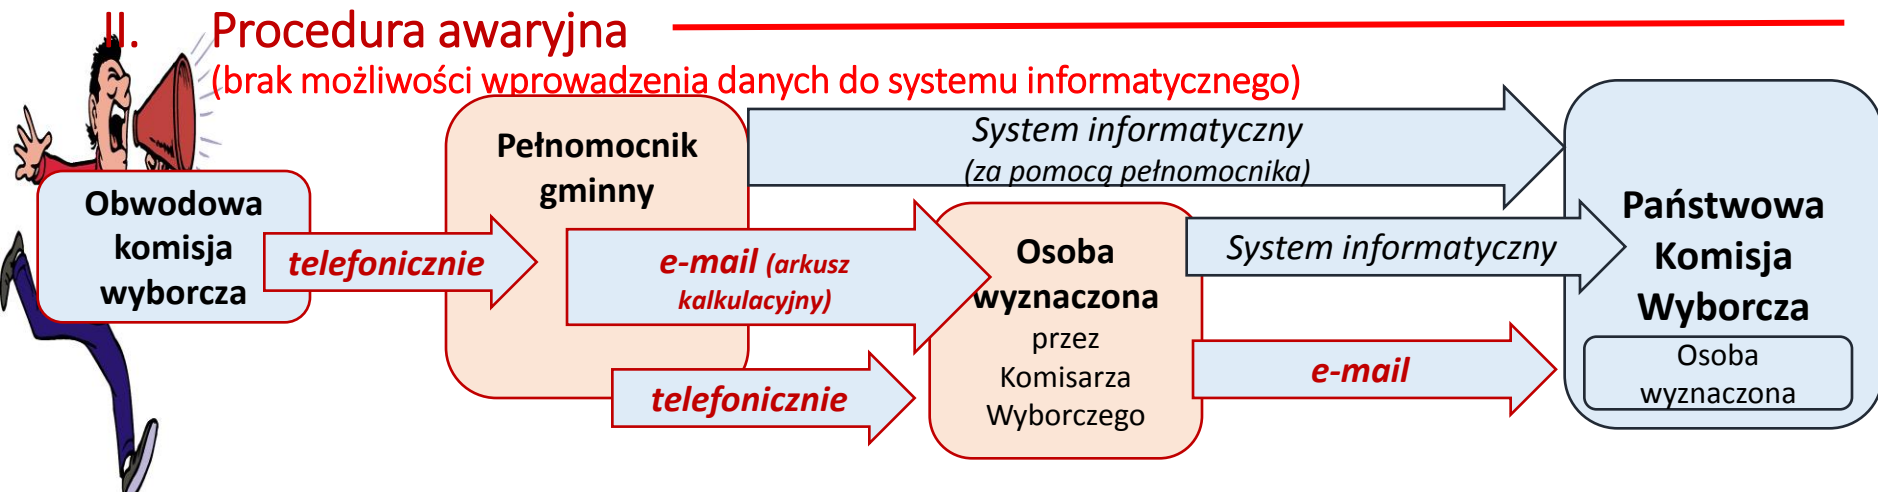 II. Procedura awaryjna
(brak możliwości wprowadzenia danych do systemu informatycznego)
Obwodowa
komisja
wyborcza
telefonicznie
Pełnomocnik
gminny
e-mail (arkusz
kalkulacyjny)
telefonicznie
System informatyczny
(za pomocą pełnomocnika)
Osoba
wyznaczona
przez
Komisarza
Wyborczego
System informatyczny
e-mail
Państwowa
Komisja
Wyborcza
Osoba
wyznaczona